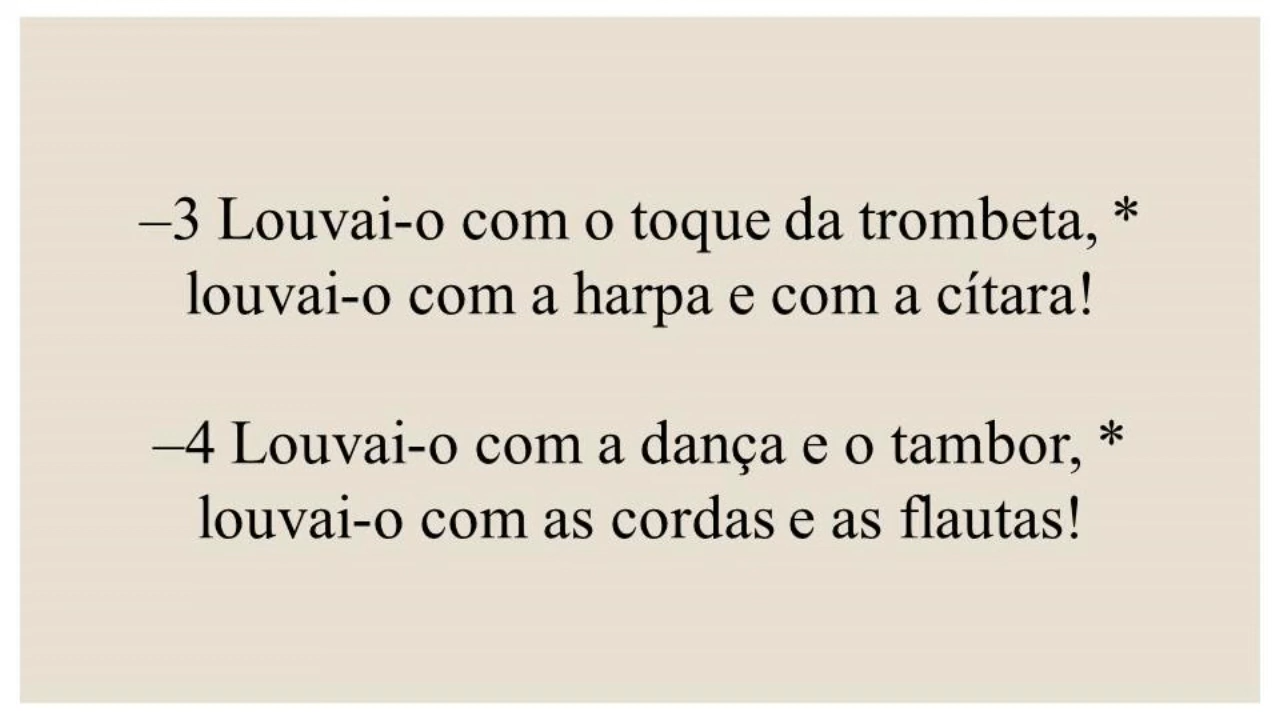 –3 Louvai-o com o toque da trombeta, *
louvai-o com a harpa e com a cítara!
–4 Louvai-o com a dança e o tambor, *
louvai-o com as cordas e as flautas!